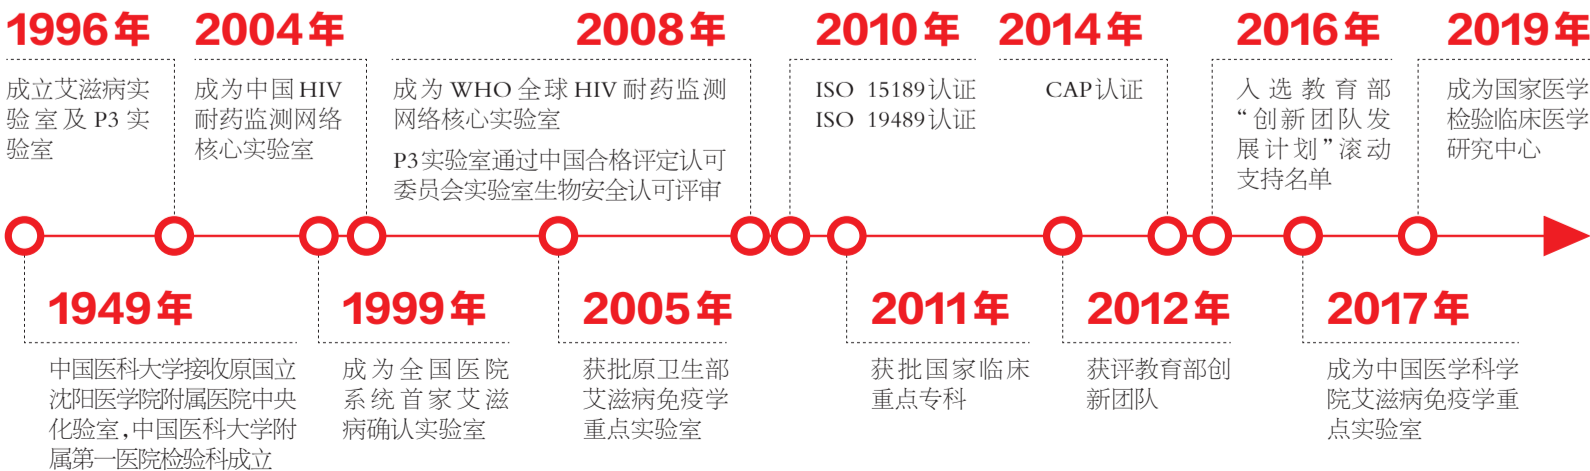 1996年
成立艾滋病实
验室及 P3 实
验室
2004年
成为中国 HIV
耐药监测网络
核心实验室
2008年
成为 WHO 全球 HIV 耐药监测
网络核心实验室
P3实验室通过中国合格评定认可
委员会实验室生物安全认可评审
2010年
ISO 15189认证
ISO 19489认证
2014年
CAP认证
2016年
入选教育部
“创新团队发
展计划”滚动
支持名单
2019年
成为国家医学
检验临床医学
研究中心
1949年
中国医科大学接收原国立
沈阳医学院附属医院中央
化验室,中国医科大学附
属第一医院检验科成立
1999年
成为全国医院
系统首家艾滋
病确认实验室
2005年
获批原卫生部
艾滋病免疫学
重点实验室
2011年
获批国家临床
重点专科
2012年
获评教育部创
新团队
2017年
成为中国医学科学
院艾滋病免疫学重
点实验室